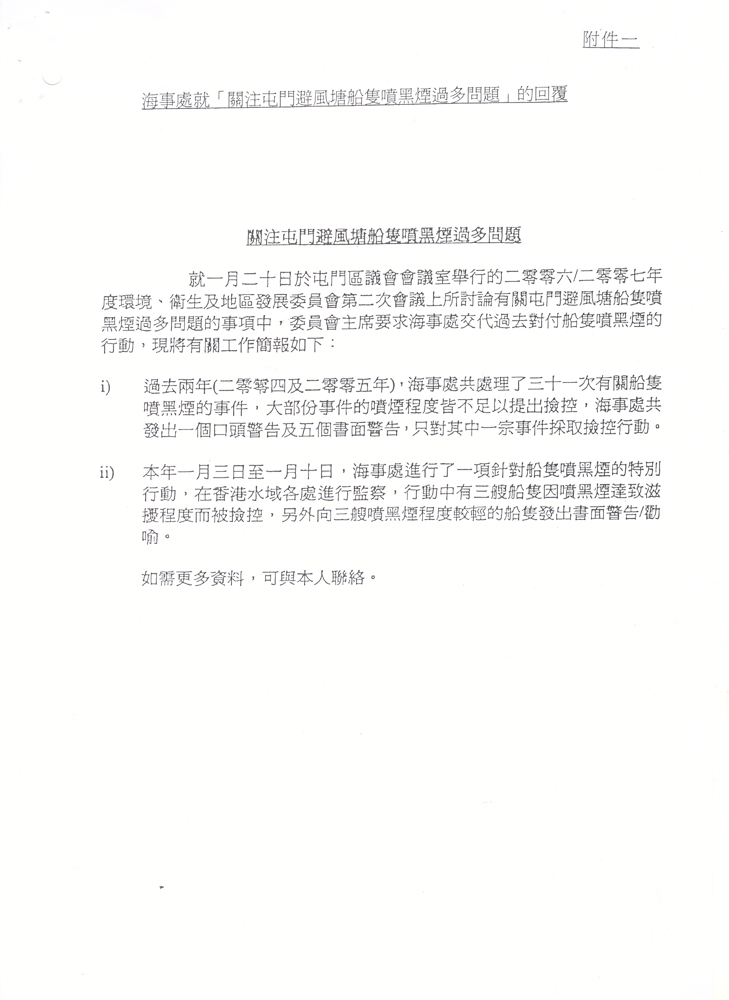 附件一
海事處就「關注屯門避風塘船隻噴黑煙過多問題」的回覆
關注屯門避風塘船隻噴黑煙過多問題
就一月二十日於屯門區議會會議室舉行的二零零六/二零零七年
度環境、衛生及地區發展委員會第二次會議上所討論有關屯門避風塘船隻噴
黑煙過多問題的事項中，委員會主席要求海事處交代過去對付船隻噴黑煙的
行動，現將有關工作簡報如下：
i) 過去兩年(二零零四及二零零五年)，海事處共處理了三十一次有關船隻
噴黑煙的事件，大部份事件的噴煙程度皆不足以提出撿控，海事處共
發出一個口頭警告及五個書面警告，只對其中一宗事件採取撿控行動。
ii) 本年一月三日至一月十日，海事處進行了一項針對船隻噴黑煙的特別
行動，在香港水域各處進行監察，行動中有三艘船隻因噴黑煙達致滋
擾程度而被撿控，另外向三艘噴黑煙程度較輕的船隻發出書面警告/勸
喻。
如需更多資料，可與本人聯絡。